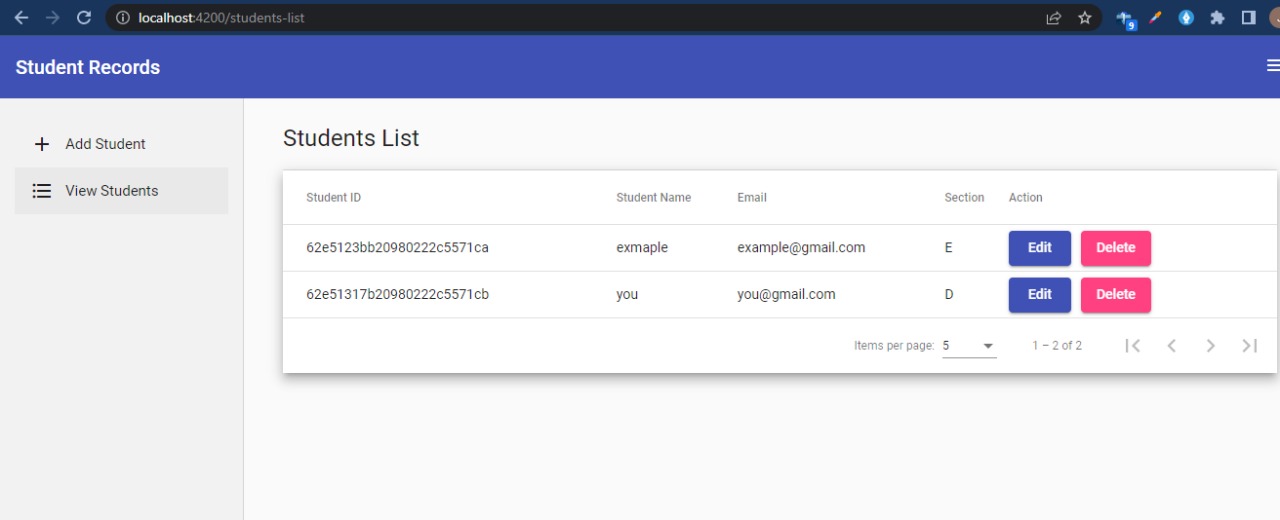 localhost:4200/students-list
9
Student Records
Add Student
View Students
Students List
Student ID Student Name Email Section Action
62e5123bb20980222c5571ca exmaple example@gmail.com E Edit Delete
62e51317b20980222c5571cb you you@gmail.com D Edit Delete
Items per page: 5 1 – 2 of 2